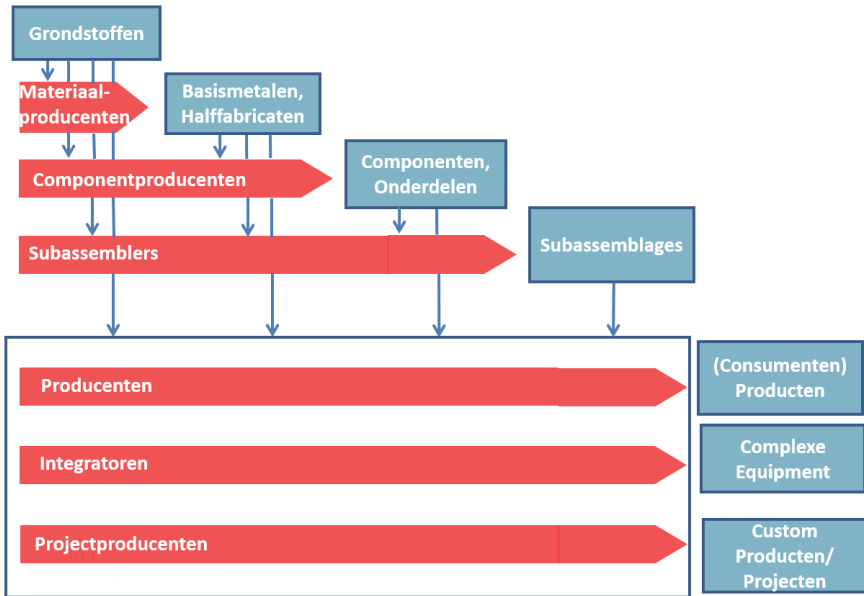 Grondstoffen
Materiaal-
producenten
Basismetalen,
Halffabricaten
Componentproducenten
Componenten,
Onderdelen
Subassemblers
Subassemblages
Producenten
(Consumenten)
Producten
Integratoren
Complexe
Equipment
Projectproducenten
Custom
Producten/
Projecten